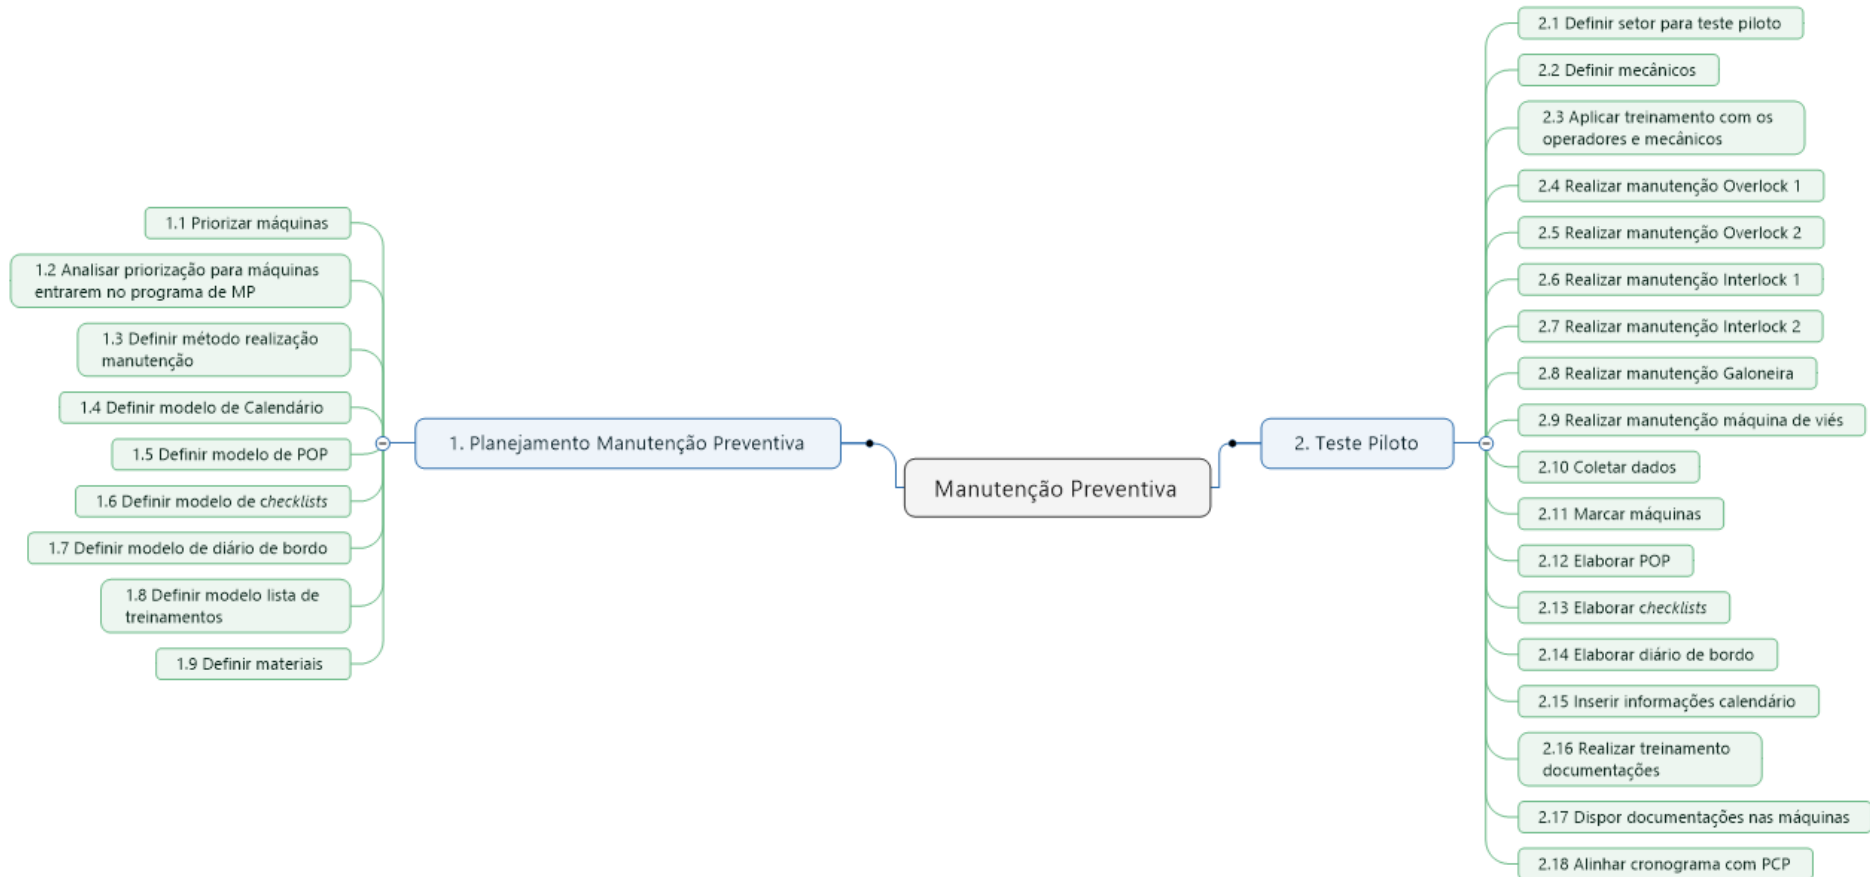 1.1 Priorizar máquinas
1.2 Analisar priorização para máquinas
entrarem no programa de MP
1.3 Definir método realização
manutenção
1.4 Definir modelo de Calendário
1.5 Definir modelo de POP
1.6 Definir modelo de checklists
1.7 Definir modelo de diário de bordo
1.8 Definir modelo lista de
treinamentos
1.9 Definir materiais
1. Planejamento Manutenção Preventiva
Manutenção Preventiva
2. Teste Piloto
2.1 Definir setor para teste piloto
2.2 Definir mecânicos
2.3 Aplicar treinamento com os
operadores e mecânicos
2.4 Realizar manutenção Overlock 1
2.5 Realizar manutenção Overlock 2
2.6 Realizar manutenção Interlock 1
2.7 Realizar manutenção Interlock 2
2.8 Realizar manutenção Galoneira
2.9 Realizar manutenção máquina de viés
2.10 Coletar dados
2.11 Marcar máquinas
2.12 Elaborar POP
2.13 Elaborar checklists
2.14 Elaborar diário de bordo
2.15 Inserir informações calendário
2.16 Realizar treinamento
documentações
2.17 Dispor documentações nas máquinas
2.18 Alinhar cronograma com PCP